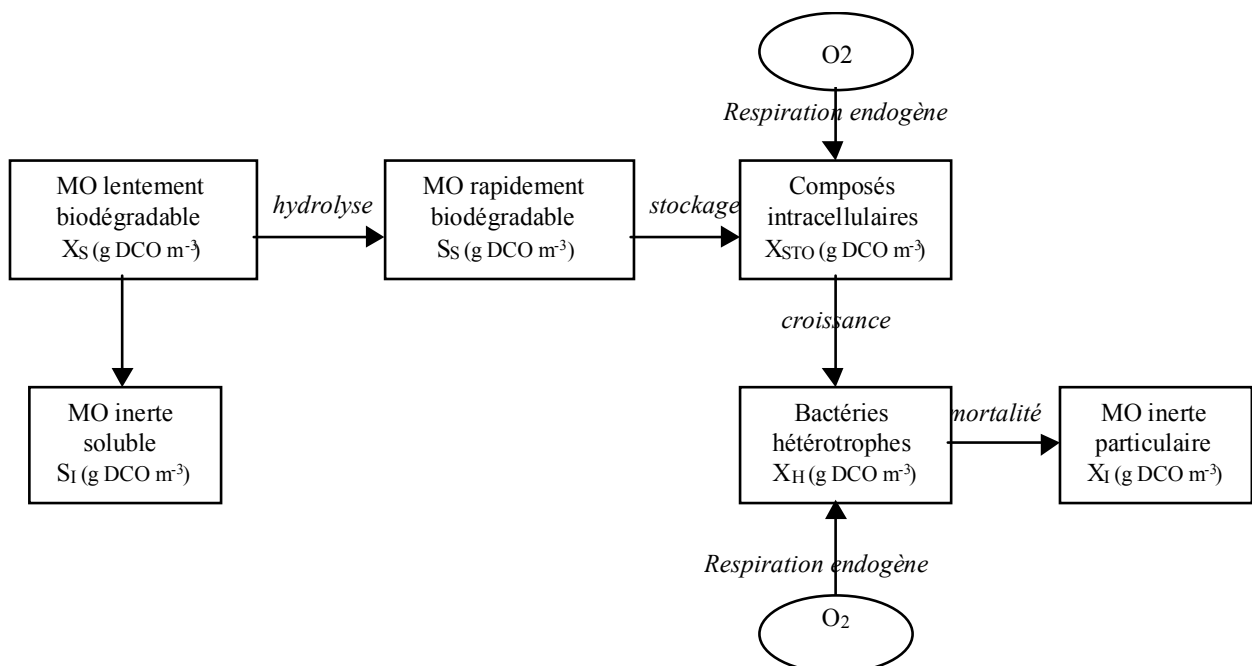 O2
Respiration endogène
MO lentement
biodégradable
XS (g DCO m-3)
hydrolyse
MO rapidement
biodégradable
SS (g DCO m-3)
stockage
Composés
intracellulaires
XSTO (g DCO m-3)
croissance
MO inerte
soluble
SI (g DCO m-3)
Bactéries
hétérotrophes
XH (g DCO m-3)
mortalité
MO inerte
particulaire
XI (g DCO m-3)
Respiration endogène
O2